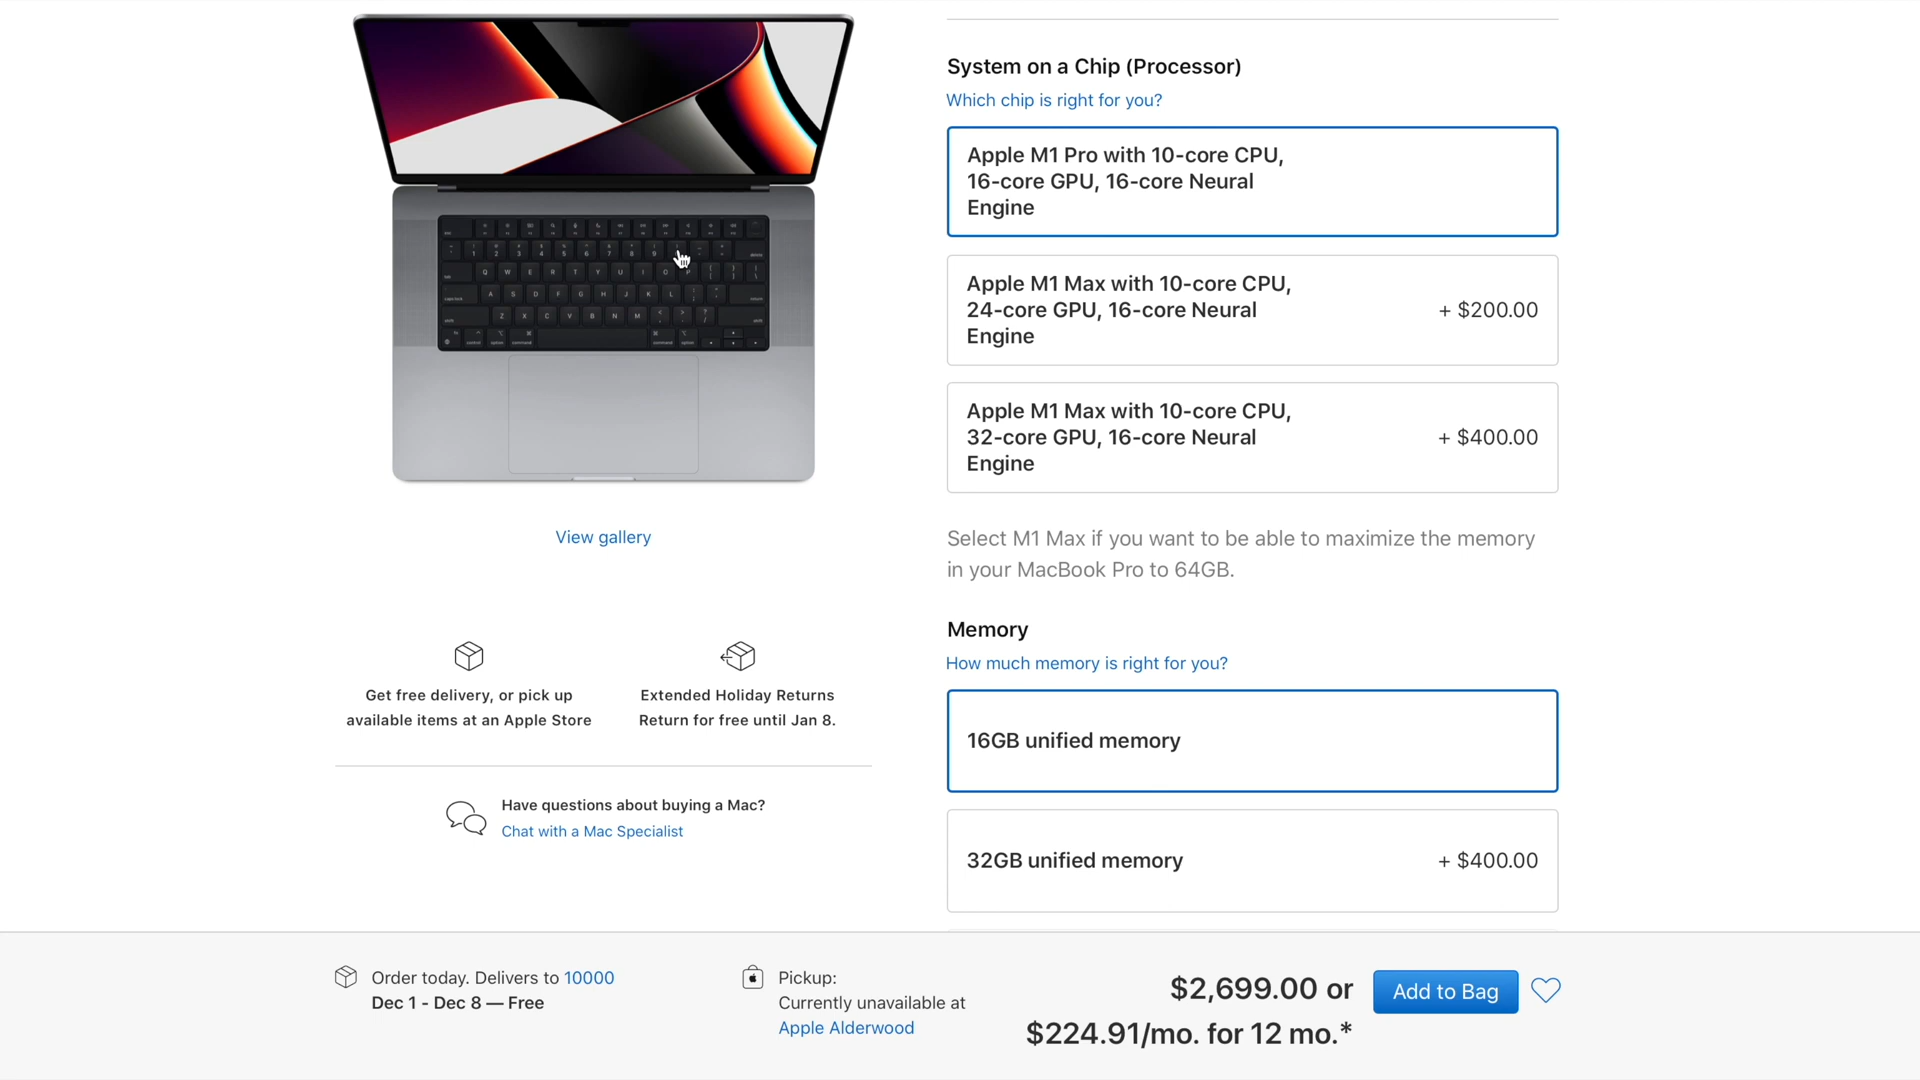 System on a Chip (Processor)
Which chip is right for you?
Apple M1 Pro with 10-core CPU,
16-core GPU, 16-core Neural
Engine
Apple M1 Max with 10-core CPU,
24-core GPU, 16-core Neural
Engine
+ $200.00
Apple M1 Max with 10-core CPU,
32-core GPU, 16-core Neural
Engine
+ $400.00
Select M1 Max if you want to be able to maximize the memory
in your MacBook Pro to 64GB.
Memory
How much memory is right for you?
16GB unified memory
32GB unified memory
+ $400.00
View gallery
Get free delivery, or pick up
available items at an Apple Store
Extended Holiday Returns
Return for free until Jan 8.
Have questions about buying a Mac?
Chat with a Mac Specialist
Order today. Delivers to 10000
Dec 1 - Dec 8 — Free
Pickup:
Currently unavailable at
Apple Alderwood
$2,699.00 or
$224.91/mo. for 12 mo.*
Add to Bag